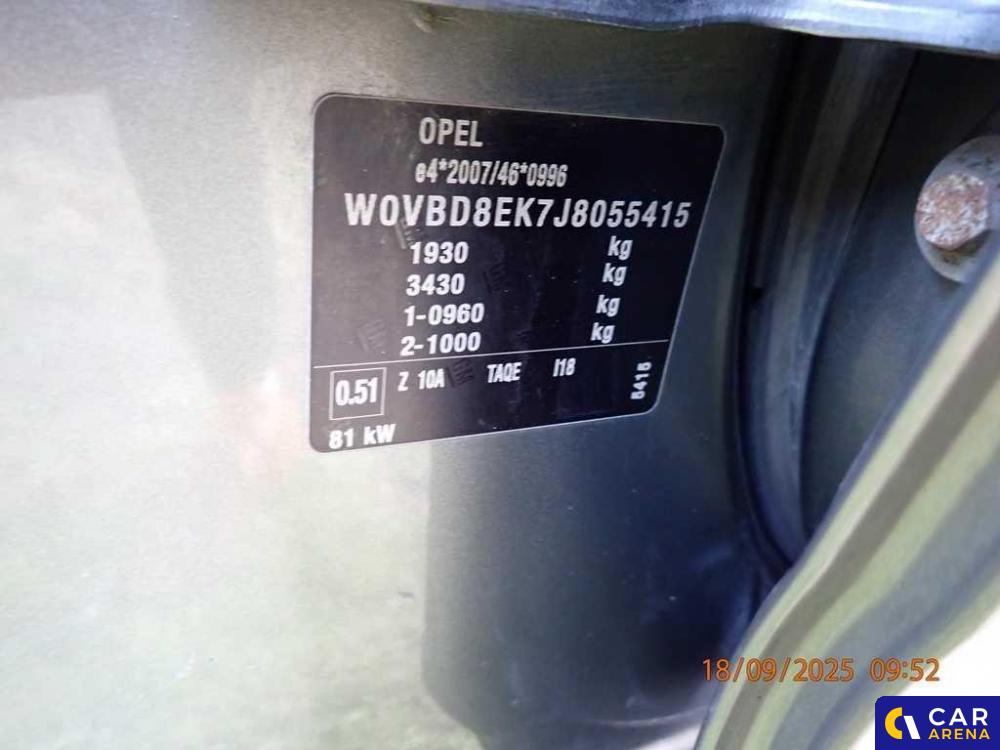 OPEL
e4*2007/46*0996
W0VBD8EK7J8055415
1930 kg
3430 kg
1-0960 kg
2-1000 kg
0.51 Z 10A TAQE I18 5415
81 kW
18/09/2025 09:52
CAR
ARENA